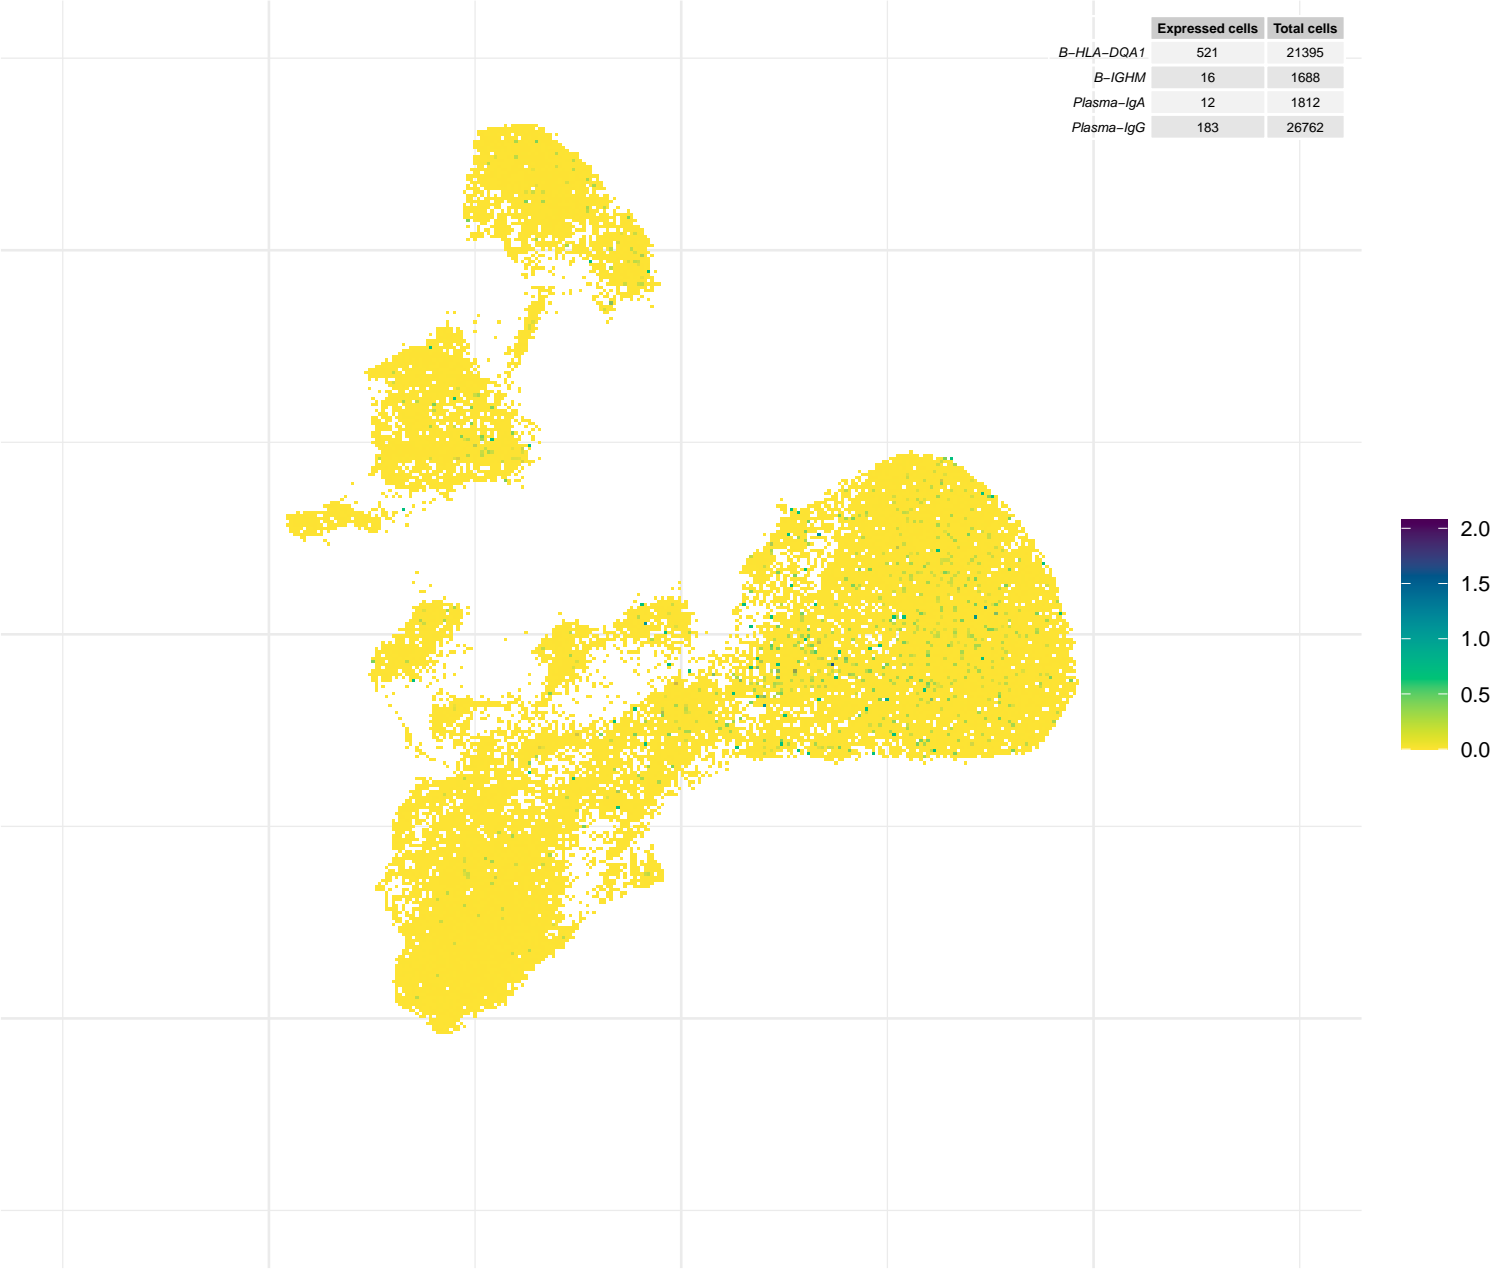 Expressed cells Total cells
B−HLA−DQA1 521 21395
B−IGHM 16 1688
Plasma−IgA 12 1812
Plasma−IgG 183 26762
2.0
1.5
1.0
0.5
0.0